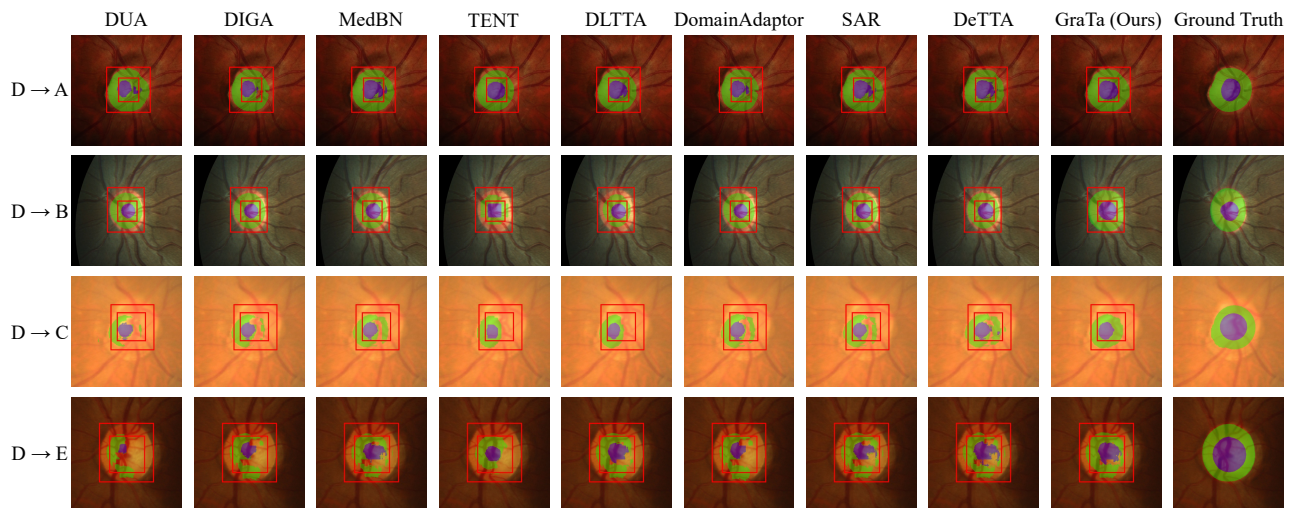 DUA DIGA MedBN TENT DLTTA DomainAdaptor SAR DeTTA GraTa (Ours) Ground Truth
D → A
D → B
D → C
D → E